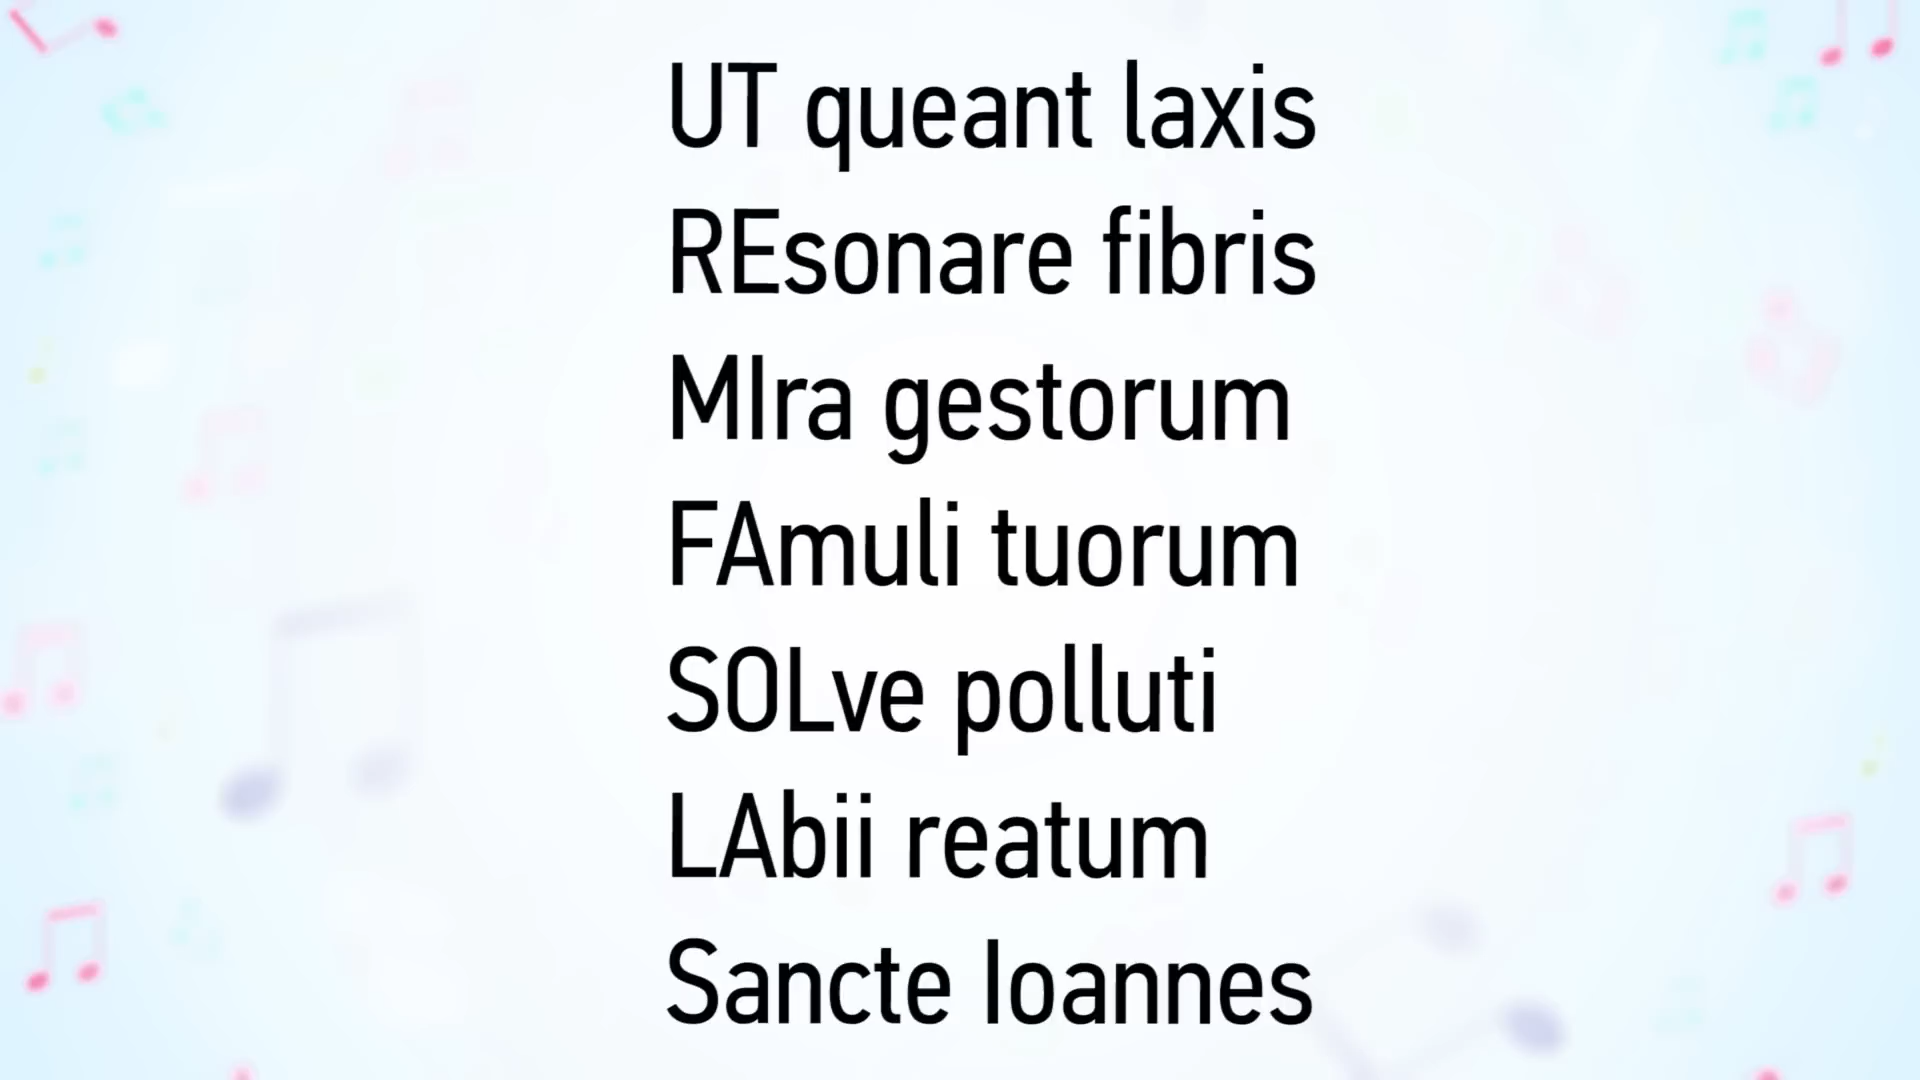 UT queant laxis
REsonare fibris
MIra gestorum
FAmuli tuorum
SOLve polluti
LAbii reatum
Sancte Ioannes